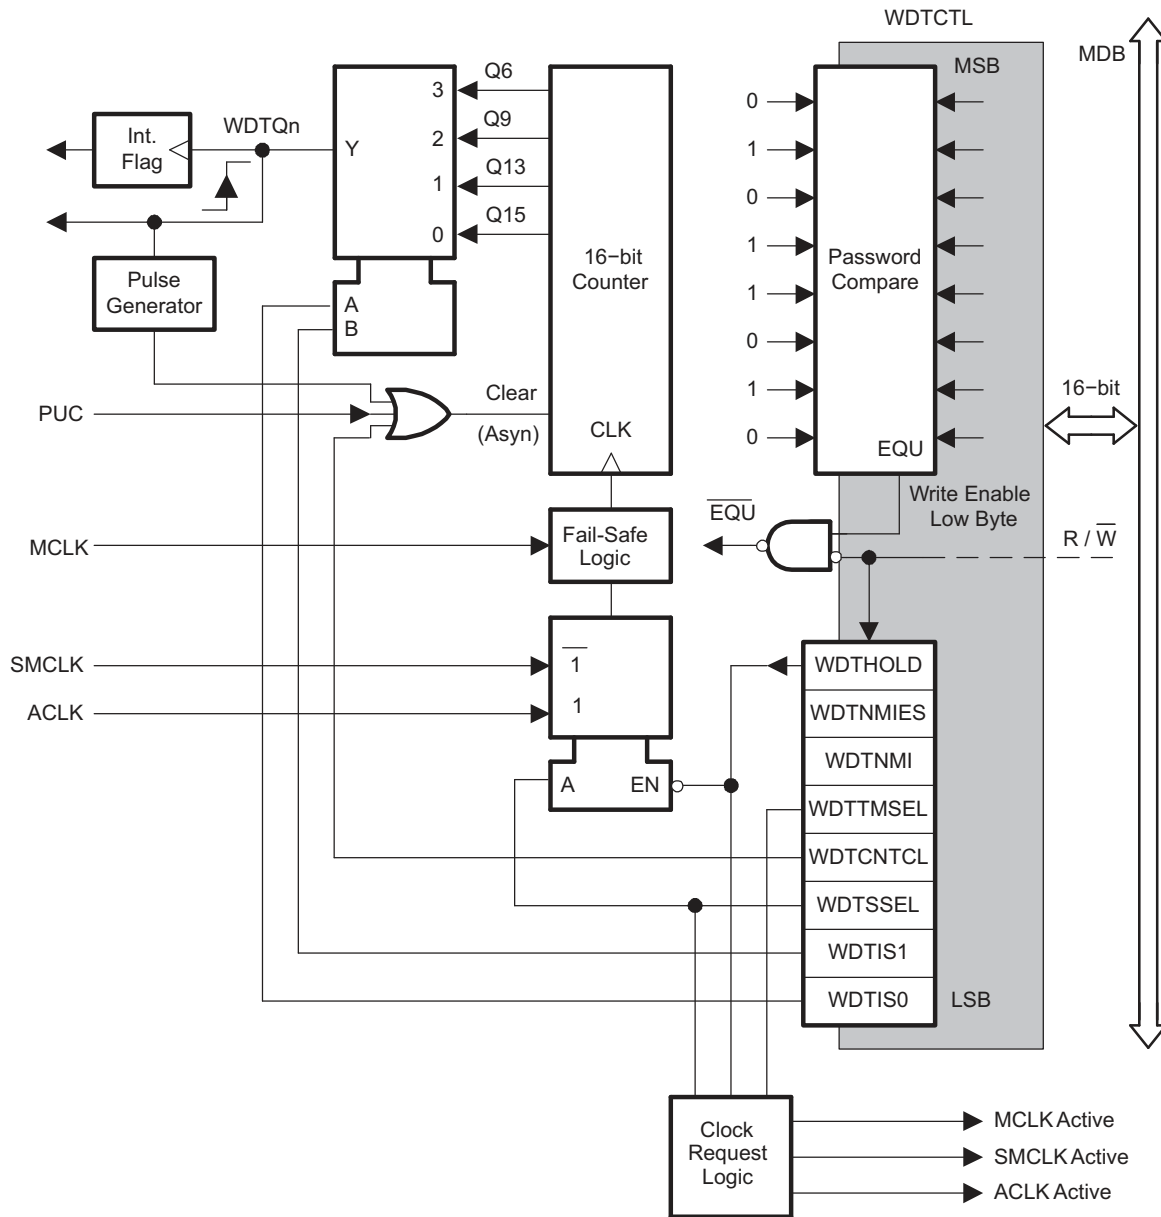 WDTCTL
MDB
MSB
Q6
3
0
Int.
Flag
WDTQn
Q9
2
Y
1
Q13
1
0
Q15
0
16−bit
Counter
1
Password
Compare
Pulse
Generator
A
B
1
0
1
16−bit
PUC
Clear
(Asyn)
CLK
0
EQU
Write Enable
Low Byte
EQU
R / W
MCLK
Fail-Safe
Logic
SMCLK
1
WDTHOLD
ACLK
1
WDTNMIES
WDTNMI
A
EN
WDTTMSEL
WDTCNTCL
WDTSSEL
WDTIS1
WDTIS0
LSB
Clock
Request
Logic
MCLK Active
SMCLK Active
ACLK Active